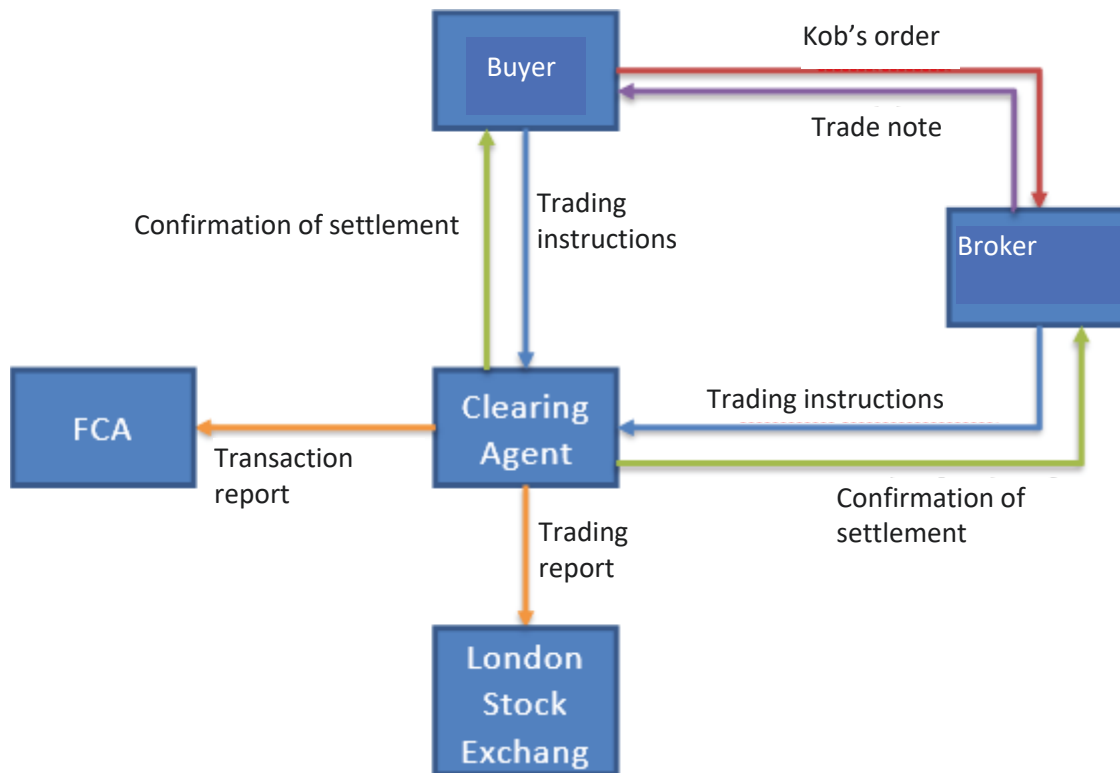 Kob's order
Buyer
Trade note
Confirmation of settlement
Trading
instructions
Broker
FCA
Clearing
Agent
Trading instructions
Transaction
report
Confirmation of
settlement
Trading
report
London
Stock
Exchang